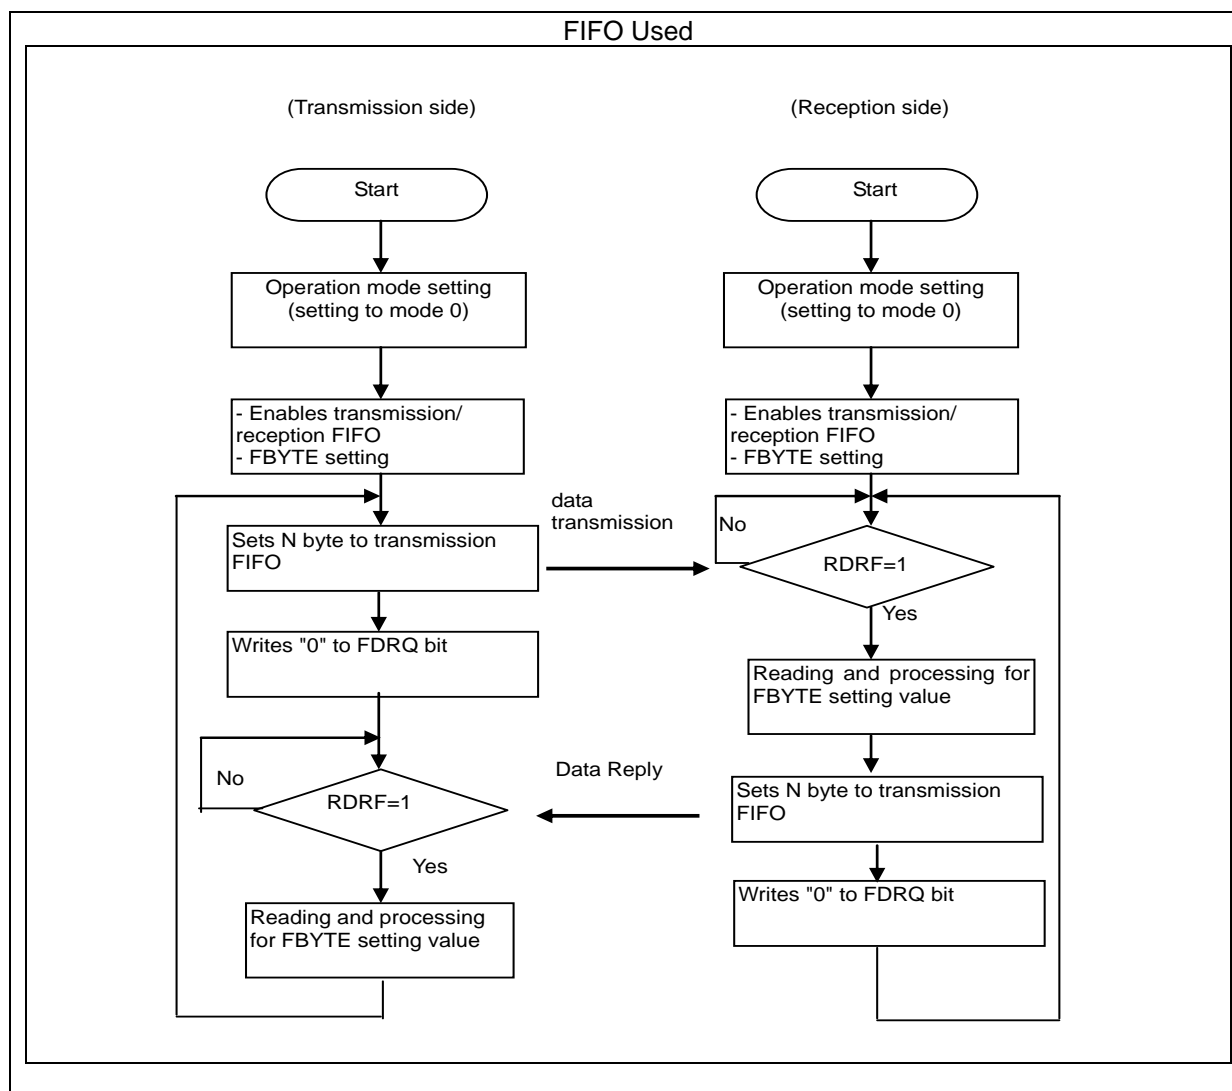 FIFO Used
(Transmission side)
Start
Operation mode setting
(setting to mode 0)
- Enables transmission/
reception FIFO
- FBYTE setting
Sets N byte to transmission
FIFO
Writes "0" to FDRQ bit
No
RDRF=1
Yes
Reading and processing
for FBYTE setting value
data
transmission
Data Reply
(Reception side)
Start
Operation mode setting
(setting to mode 0)
- Enables transmission/
reception FIFO
- FBYTE setting
No
RDRF=1
Yes
Reading and processing for
FBYTE setting value
Sets N byte to transmission
FIFO
Writes "0" to FDRQ bit